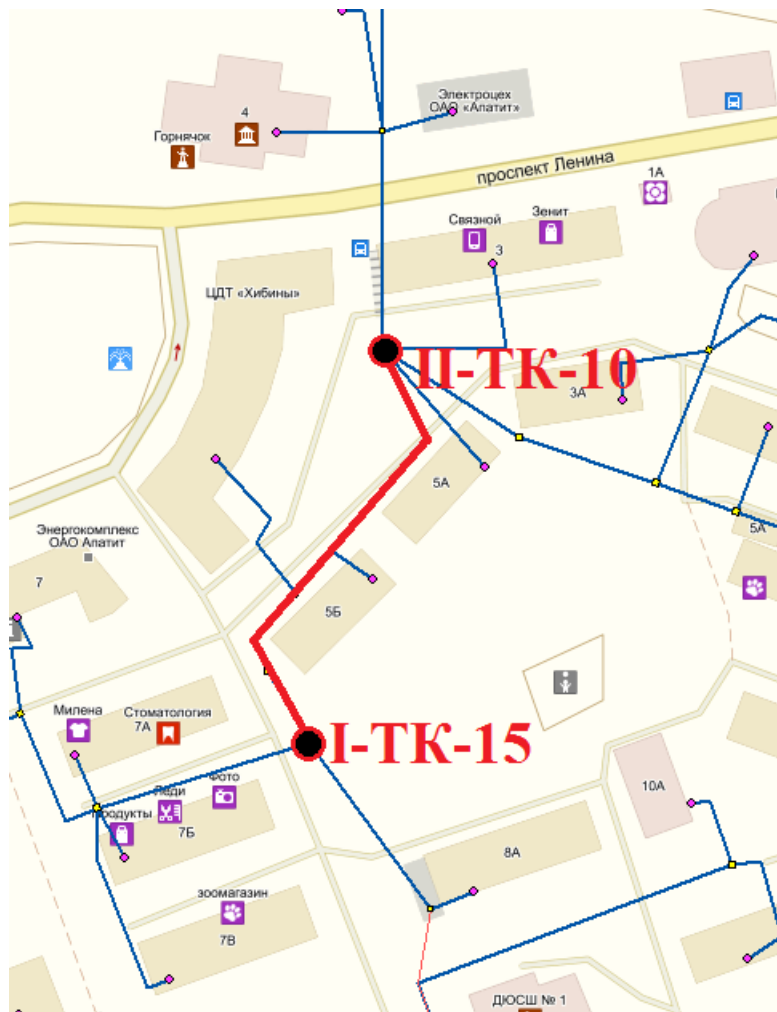 Электроцех
ОАО «Апатит»
4
Горнячок
проспект Ленина
1А
Связной
Зенит
3
ЦДТ «Хибины»
II-ТК-10
3А
5А
5А
Энергокомплекс
ОАО Апатит
7
5Б
Милена
Стоматология
7А
I-ТК-15
Леди
Фото
Продукты
7Б
10А
8А
зоомагазин
7В
ДЮСШ № 1